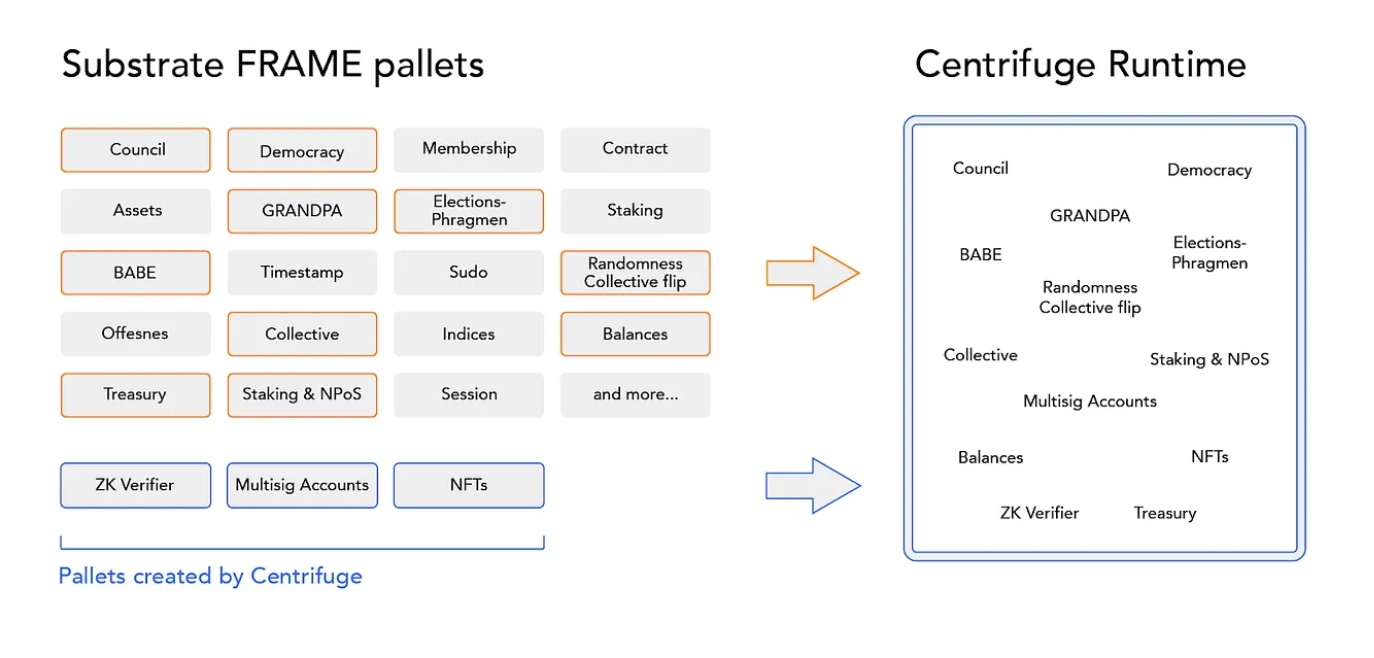 Substrate FRAME pallets
Centrifuge Runtime
Council
Democracy
Membership
Contract
Assets
GRANDPA
Elections-
Phragmen
Staking
BABE
Timestamp
Sudo
Randomness
Collective flip
Offesnes
Collective
Indices
Balances
Treasury
Staking & NPoS
Session
and more...
ZK Verifier
Multisig Accounts
NFTs
Pallets created by Centrifuge
Council
Democracy
GRANDPA
BABE
Elections-
Phragmen
Randomness
Collective flip
Collective
Staking & NPoS
Multisig Accounts
Balances
NFTs
ZK Verifier
Treasury